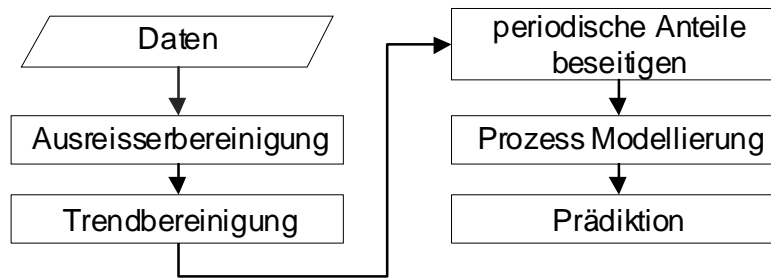 Daten
Ausreisserbereinigung
Trendbereinigung
periodische Anteile
beseitigen
Prozess Modellierung
Prädiktion